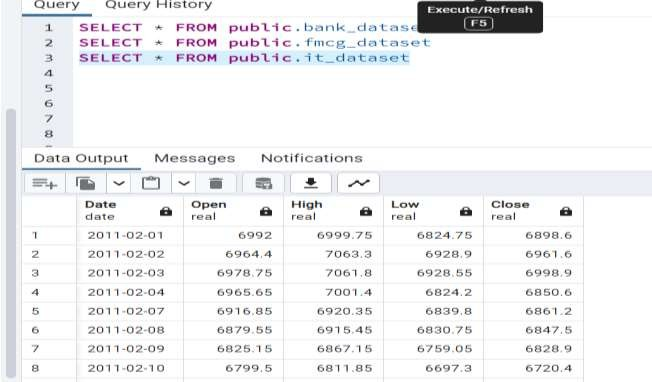 Query Query History
Execute/Refresh
F5
1 SELECT * FROM public.bank_datase
2 SELECT * FROM public.fmcg_dataset
3 SELECT * FROM public.it_dataset
4
5
6
7
8
Data Output Messages Notifications
Date Open High Low Close
date real real real real
1 2011-02-01 6992 6999.75 6824.75 6898.6
2 2011-02-02 6964.4 7063.3 6928.9 6961.6
3 2011-02-03 6978.75 7061.8 6928.55 6998.9
4 2011-02-04 6965.65 7001.4 6824.2 6850.6
5 2011-02-07 6916.85 6920.35 6839.8 6861.2
6 2011-02-08 6879.55 6915.45 6830.75 6847.5
7 2011-02-09 6825.15 6867.15 6759.05 6828.9
8 2011-02-10 6799.5 6811.85 6697.3 6720.4